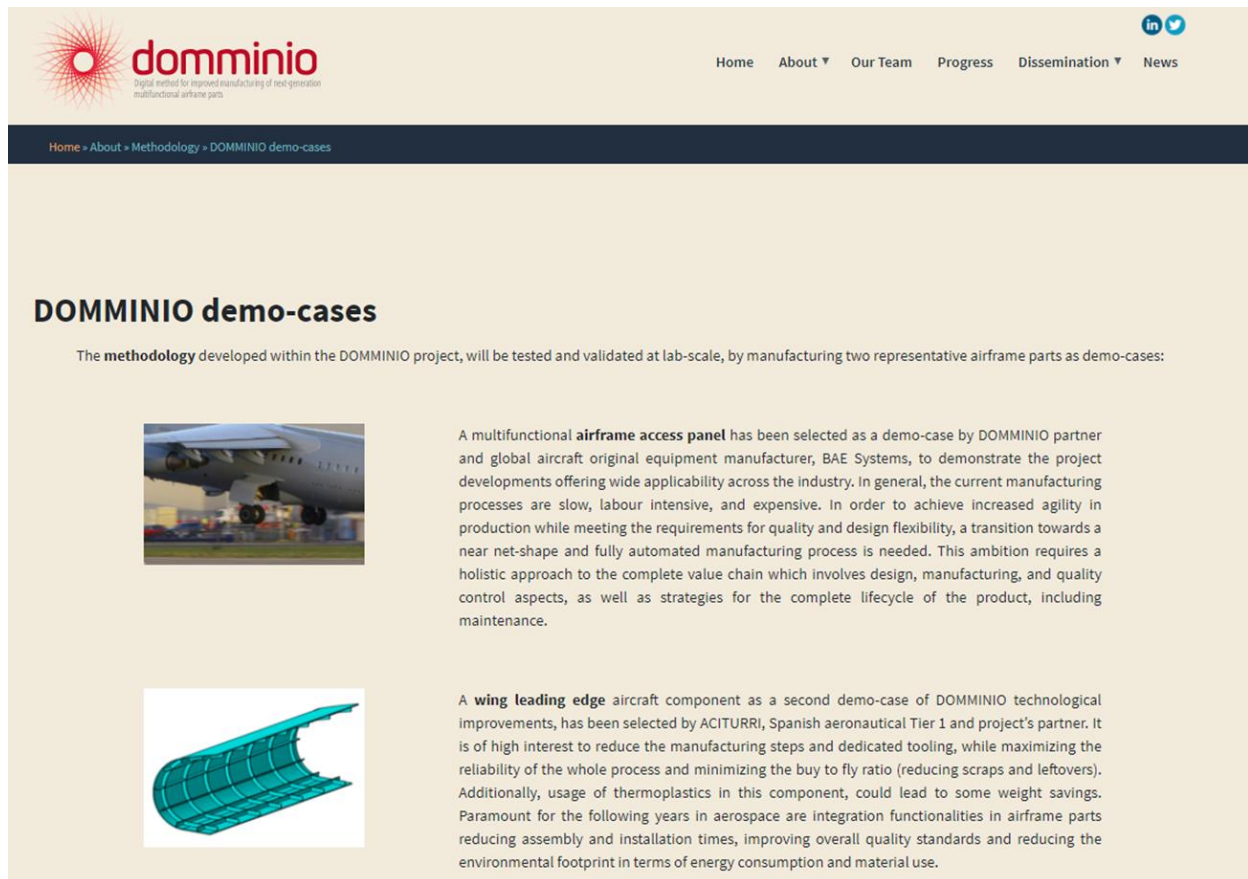 domminio
Digital method for improved manufacturing of next-generation
multifunctional airframe parts
Home About ▼ Our Team Progress Dissemination ▼ News
Home » About » Methodology » DOMMINIO demo-cases
DOMMINIO demo-cases
The methodology developed within the DOMMINIO project, will be tested and validated at lab-scale, by manufacturing two representative airframe parts as demo-cases:
A multifunctional airframe access panel has been selected as a demo-case by DOMMINIO partner
and global aircraft original equipment manufacturer, BAE Systems, to demonstrate the project
developments offering wide applicability across the industry. In general, the current manufacturing
processes are slow, labour intensive, and expensive. In order to achieve increased agility in
production while meeting the requirements for quality and design flexibility, a transition towards a
near net-shape and fully automated manufacturing process is needed. This ambition requires a
holistic approach to the complete value chain which involves design, manufacturing, and quality
control aspects, as well as strategies for the complete lifecycle of the product, including
maintenance.
A wing leading edge aircraft component as a second demo-case of DOMMINIO technological
improvements, has been selected by ACITURRI, Spanish aeronautical Tier 1 and project's partner. It
is of high interest to reduce the manufacturing steps and dedicated tooling, while maximizing the
reliability of the whole process and minimizing the buy to fly ratio (reducing scraps and leftovers).
Additionally, usage of thermoplastics in this component, could lead to some weight savings.
Paramount for the following years in aerospace are integration functionalities in airframe parts
reducing assembly and installation times, improving overall quality standards and reducing the
environmental footprint in terms of energy consumption and material use.